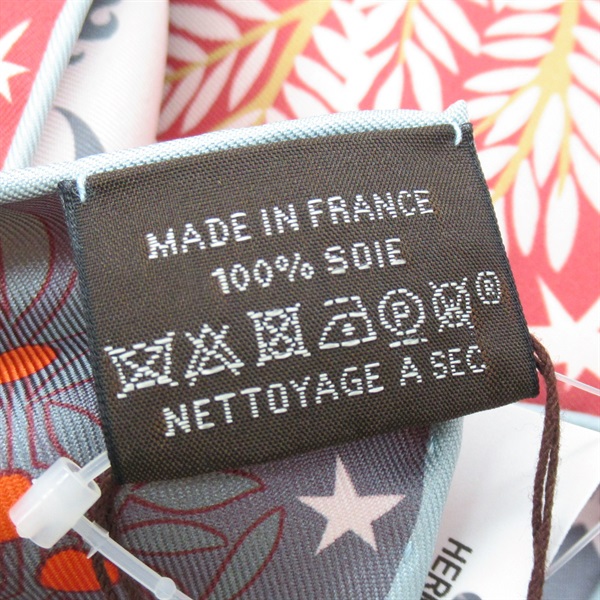 MADE IN FRANCE
100% SOIE
P W ®
NETTOYAGE A SEC
HER